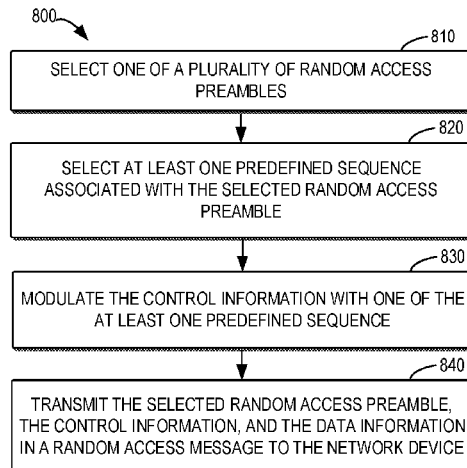 800
810
SELECT ONE OF A PLURALITY OF RANDOM ACCESS
PREAMBLES
820
SELECT AT LEAST ONE PREDEFINED SEQUENCE
ASSOCIATED WITH THE SELECTED RANDOM ACCESS
PREAMBLE
830
MODULATE THE CONTROL INFORMATION WITH ONE OF THE
AT LEAST ONE PREDEFINED SEQUENCE
840
TRANSMIT THE SELECTED RANDOM ACCESS PREAMBLE,
THE CONTROL INFORMATION, AND THE DATA INFORMATION
IN A RANDOM ACCESS MESSAGE TO THE NETWORK DEVICE